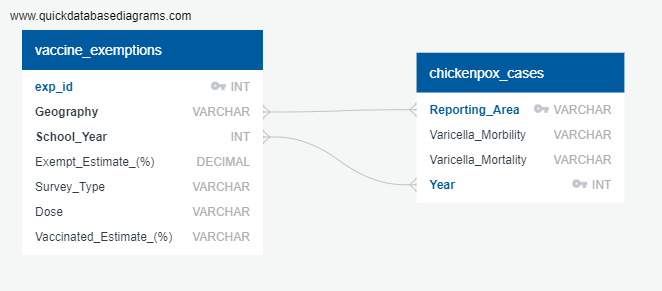 www.quickdatabasediagrams.com
vaccine_exemptions
exp_id INT
Geography VARCHAR
School_Year INT
Exempt_Estimate_(%) DECIMAL
Survey_Type VARCHAR
Dose VARCHAR
Vaccinated_Estimate_(%) VARCHAR
chickenpox_cases
Reporting_Area VARCHAR
Varicella_Morbility VARCHAR
Varicella_Mortality VARCHAR
Year INT